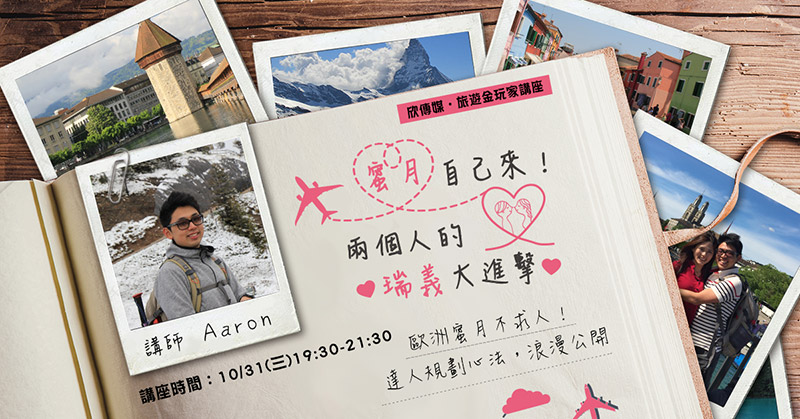 欣傳媒・旅遊金玩家講座
蜜月自己來！
兩個人的
瑞義大進擊
講師 Aaron
講座時間：10/31(三)19:30-21:30
歐洲蜜月不求人！
達人規劃心法，浪漫公開